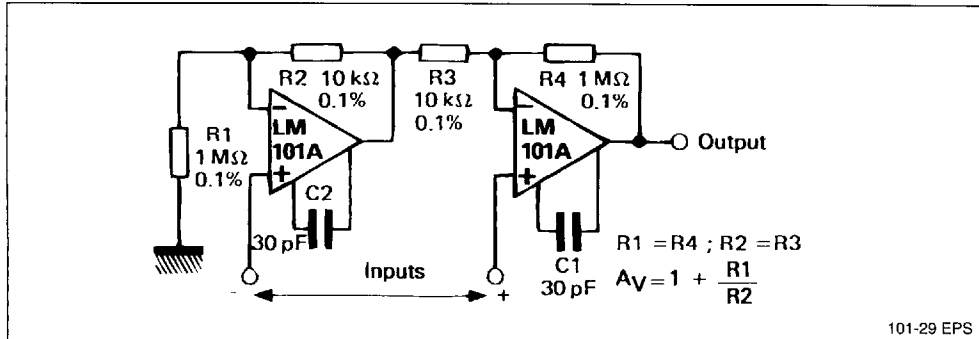 R2 10 kΩ
0.1%
R3
10 kΩ
0.1%
R4 1 MΩ
0.1%
R1
1 MΩ
0.1%
−
LM
101A
+
C2
30 pF
−
LM
101A
+
C1
30 pF
Output
- Inputs +
R1 = R4 ; R2 = R3
AV = 1 + R1
R2
101-29 EPS